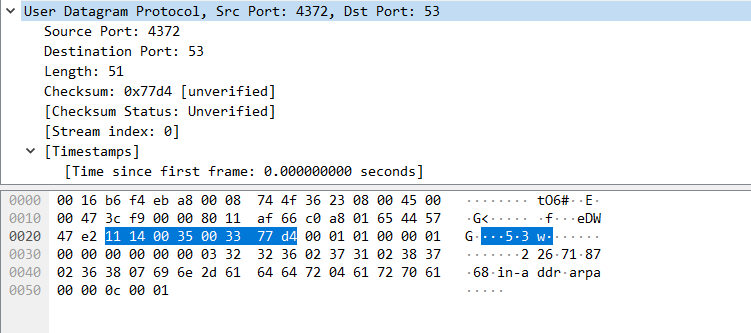 User Datagram Protocol, Src Port: 4372, Dst Port: 53
Source Port: 4372
Destination Port: 53
Length: 51
Checksum: 0x77d4 [unverified]
[Checksum Status: Unverified]
[Stream index: 0]
[Timestamps]
[Time since first frame: 0.000000000 seconds]
0000 00 16 b6 f4 eb a8 00 08 74 4f 36 23 08 00 45 00 ········ tO6#··E·
0010 00 47 3c f9 00 00 80 11 af 66 c0 a8 01 65 44 57 ·G<····· ·f···eDW
0020 47 e2 11 14 00 35 00 33 77 d4 00 01 01 00 00 01 G····5·3 w·······
0030 00 00 00 00 00 00 03 32 32 36 02 37 31 02 38 37 ·······2 26·71·87
0040 02 36 38 07 69 6e 2d 61 64 64 72 04 61 72 70 61 ·68·in-a ddr·arpa
0050 00 00 0c 00 01 ·····